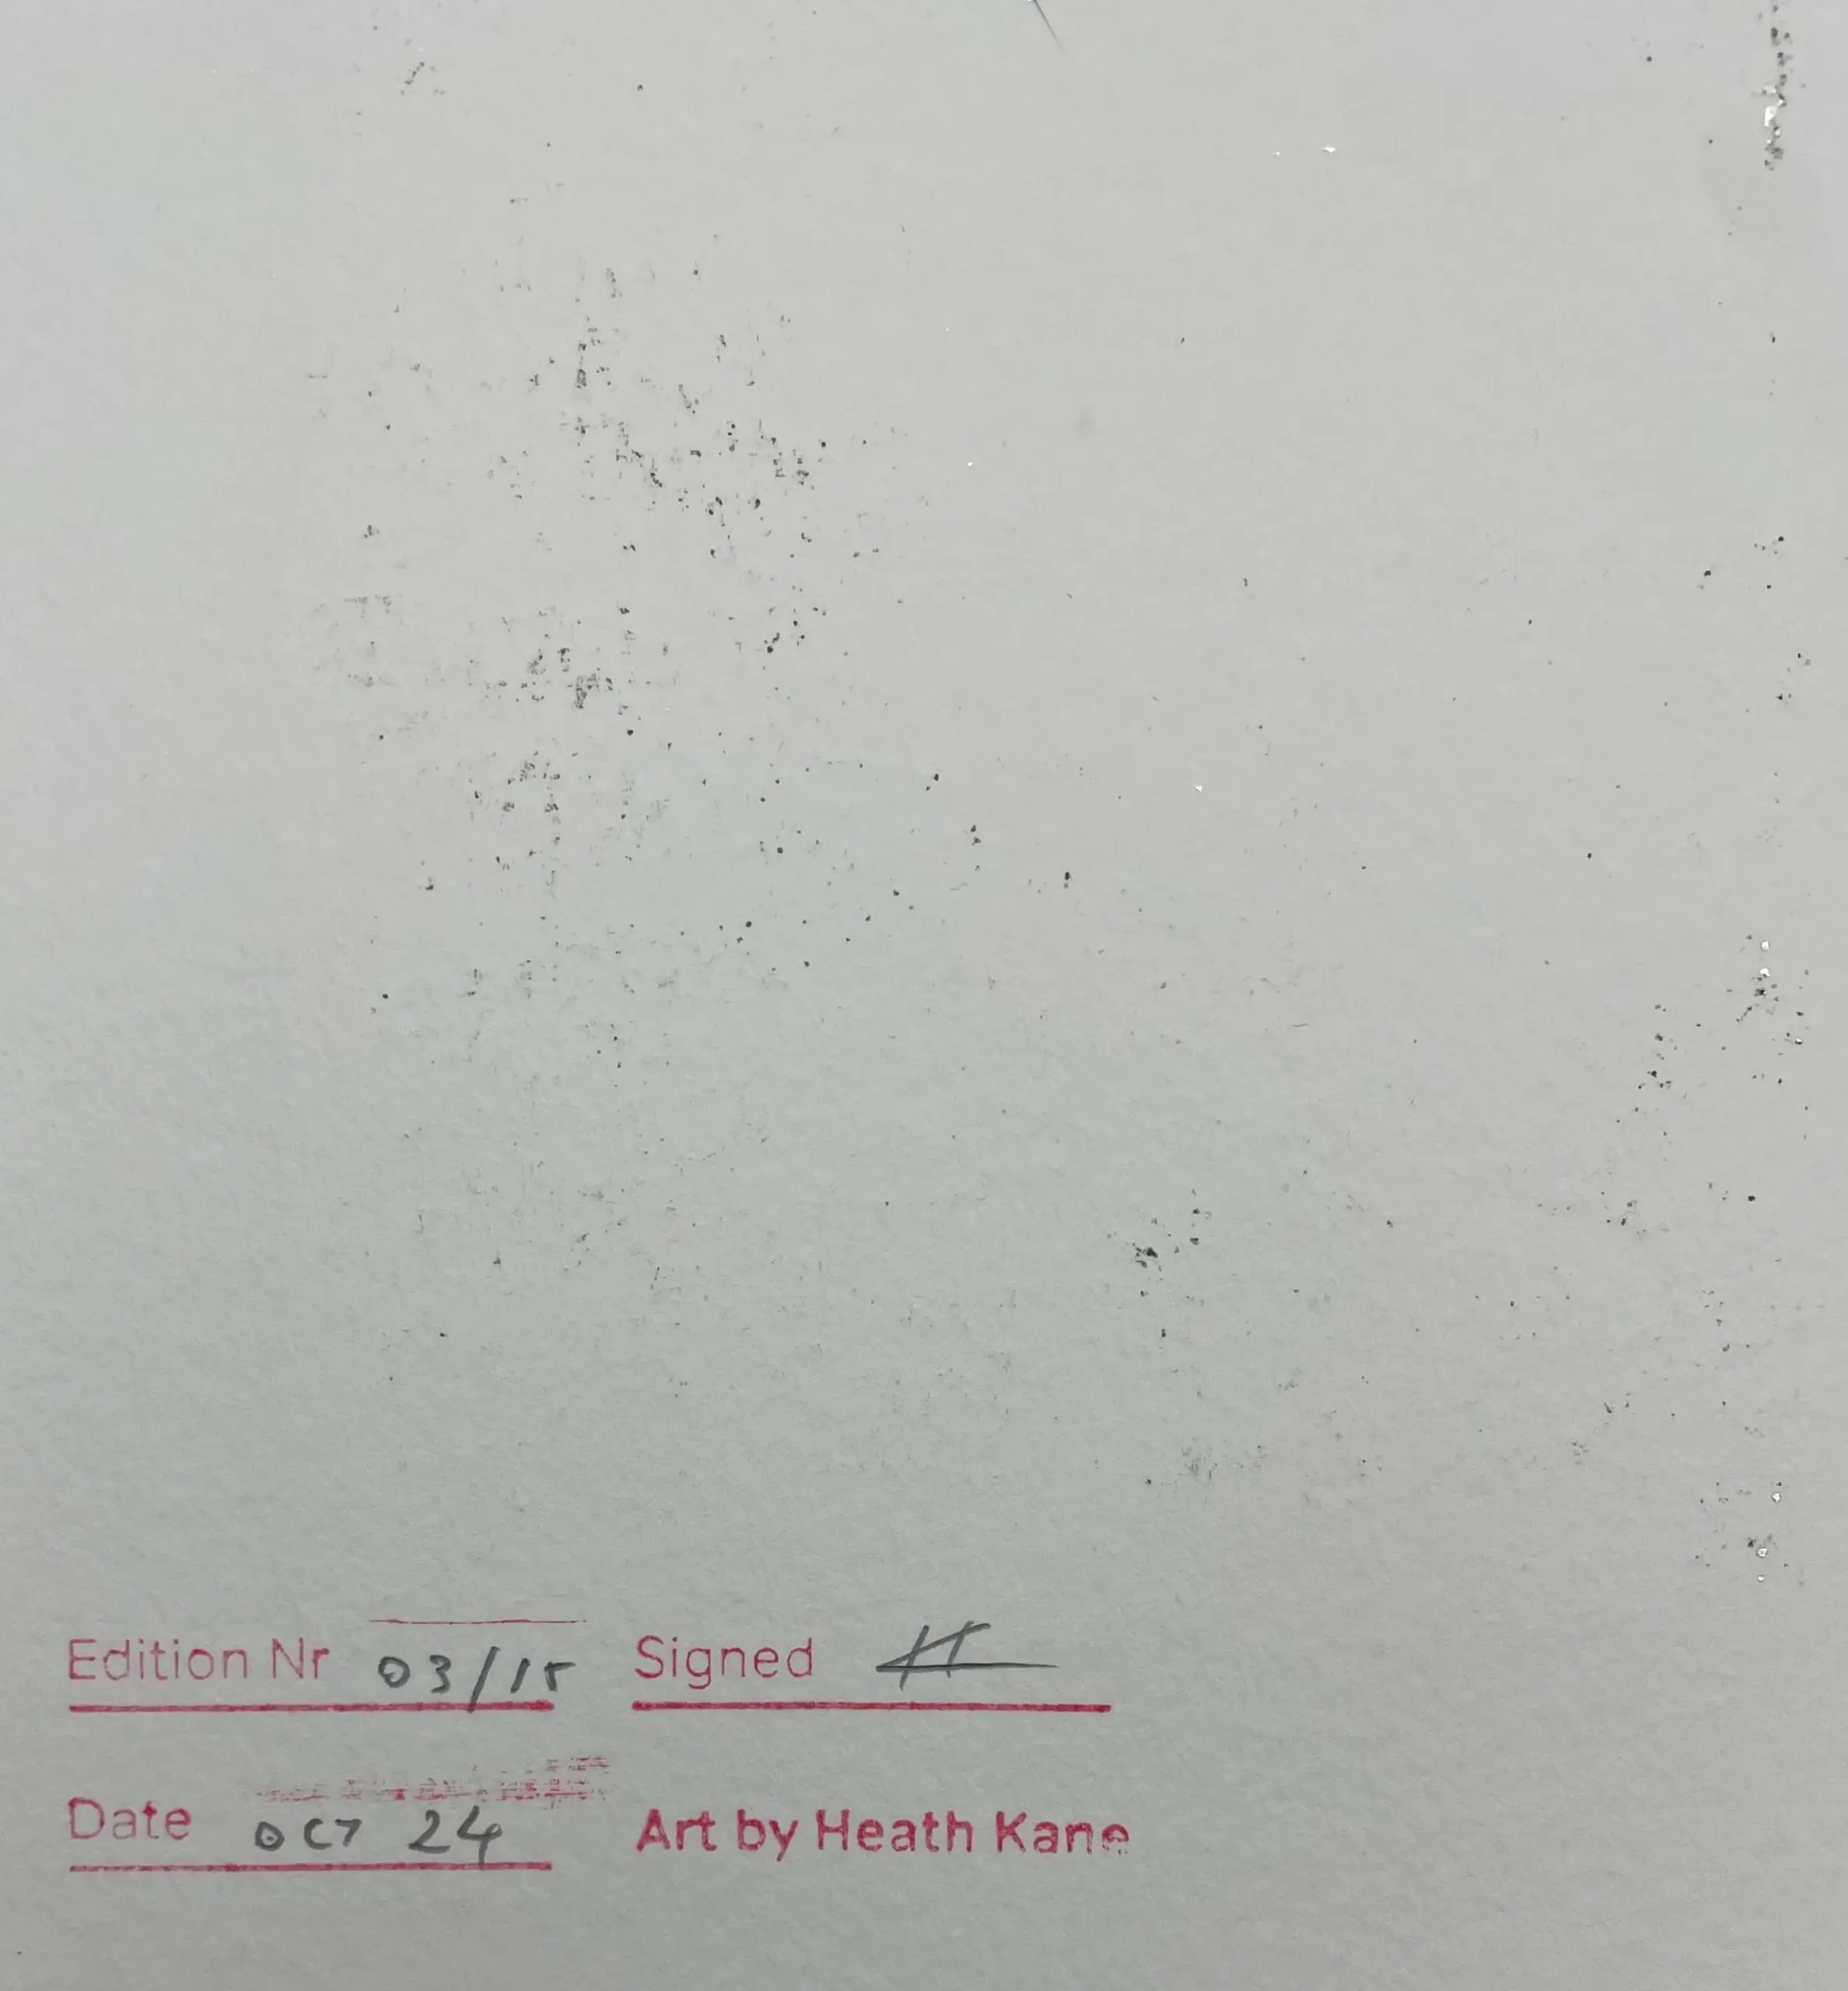 Edition Nr 03/15 Signed
Date OCT 24 Art by Heath Kane